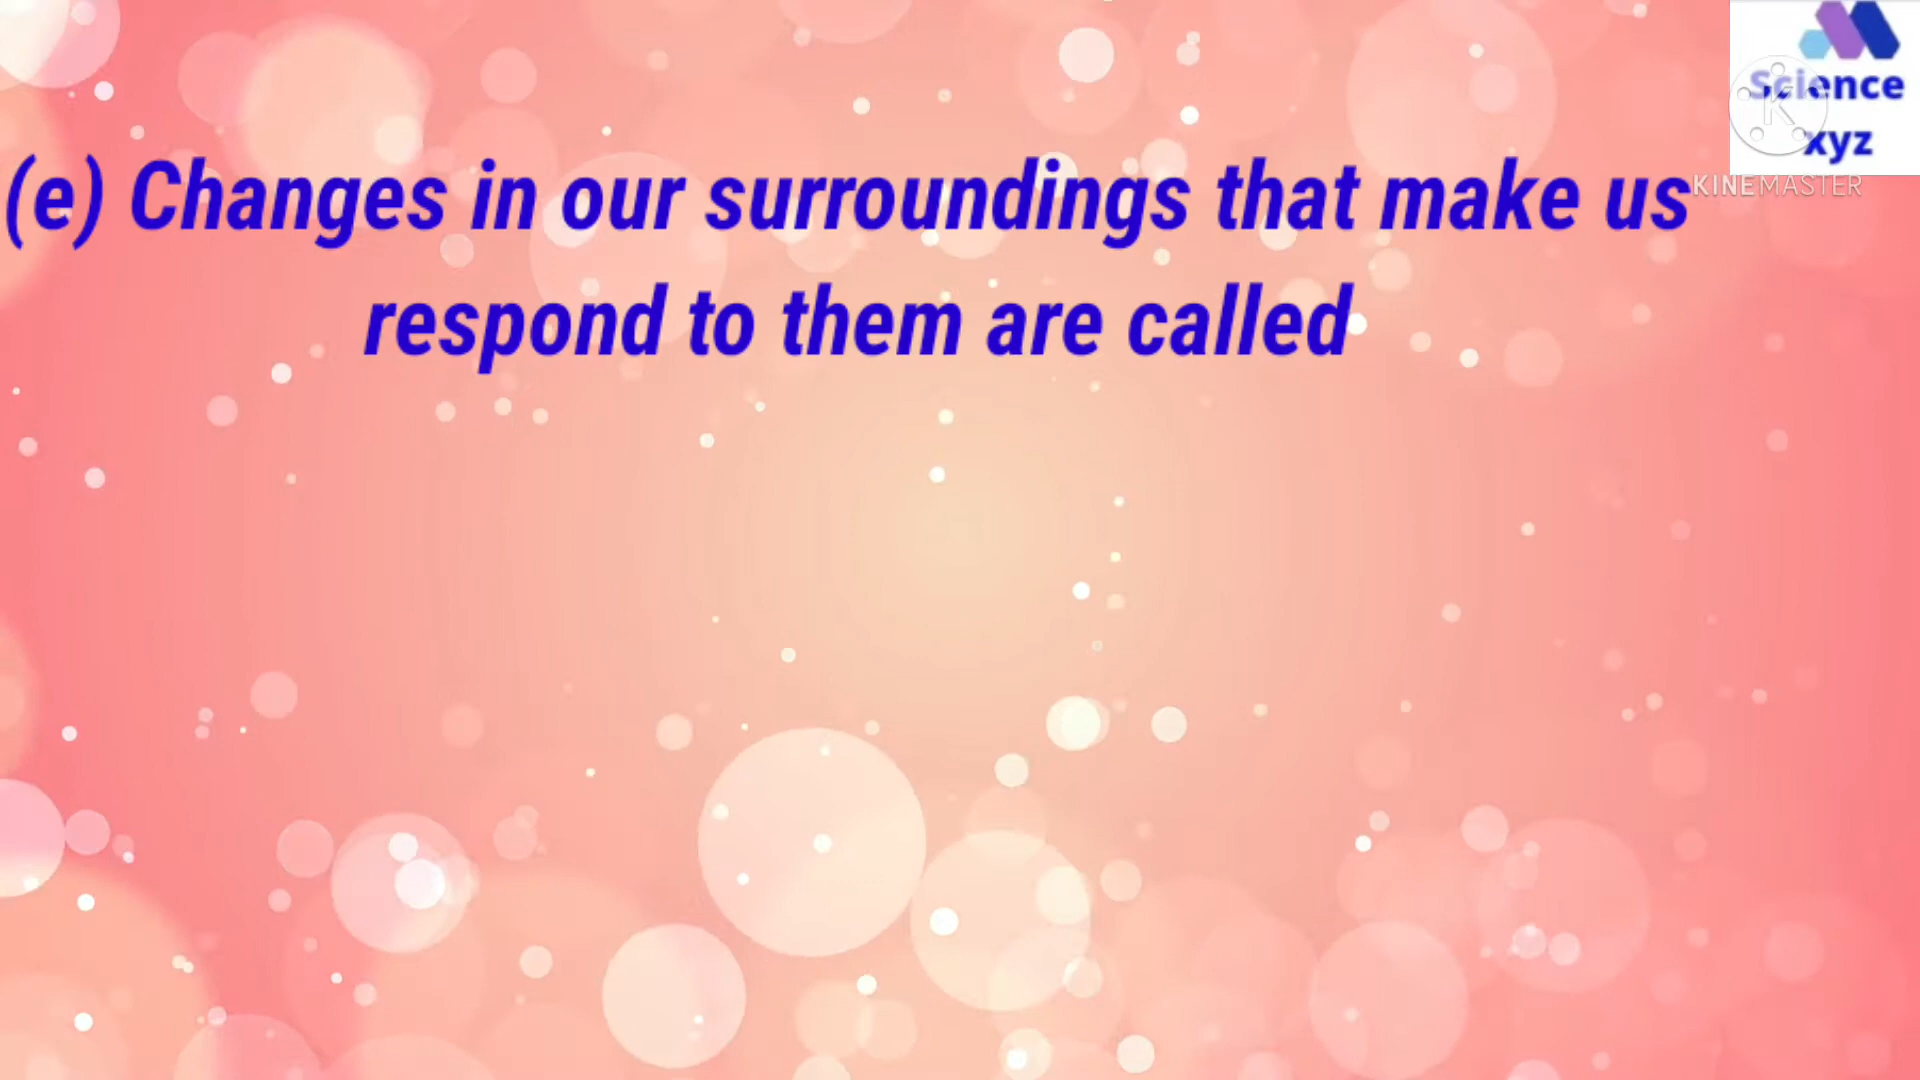 Science
xyz
(e) Changes in our surroundings that make us
KINEMASTER
respond to them are called